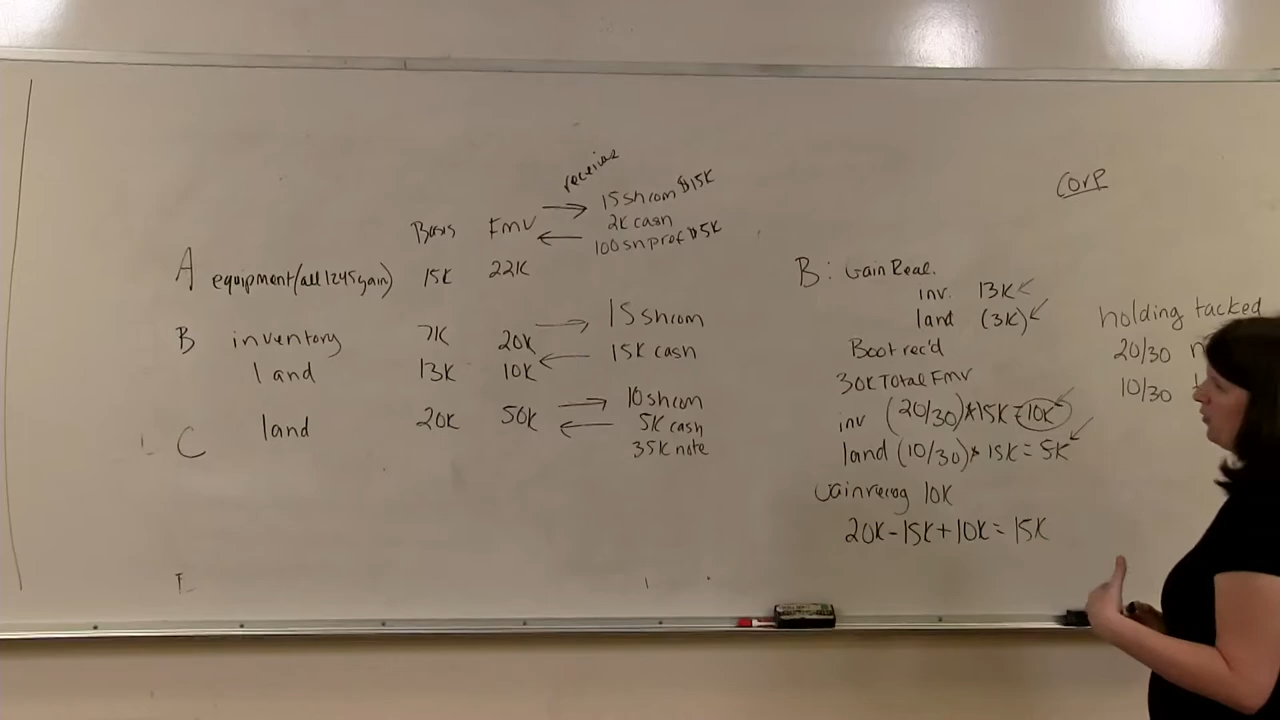 receives
Basis FMV
15 sh com $15K
2K cash
100 sh pref $5K
A equipment (all 1245 gain) 15K 22K
B inventory 7K 20K 15 sh com
land 13K 10K 15K cash
C land 20K 50K 10 sh com
5K cash
35K note
Corp
B: Gain Real.
inv. 13K
land (3K)
Boot rec'd
30K Total FMV
inv (20/30)*15K=10K
land (10/30)* 15K=5K
Gain recog 10K
20K-15K+10K=15K
holding tacked
20/30
10/30